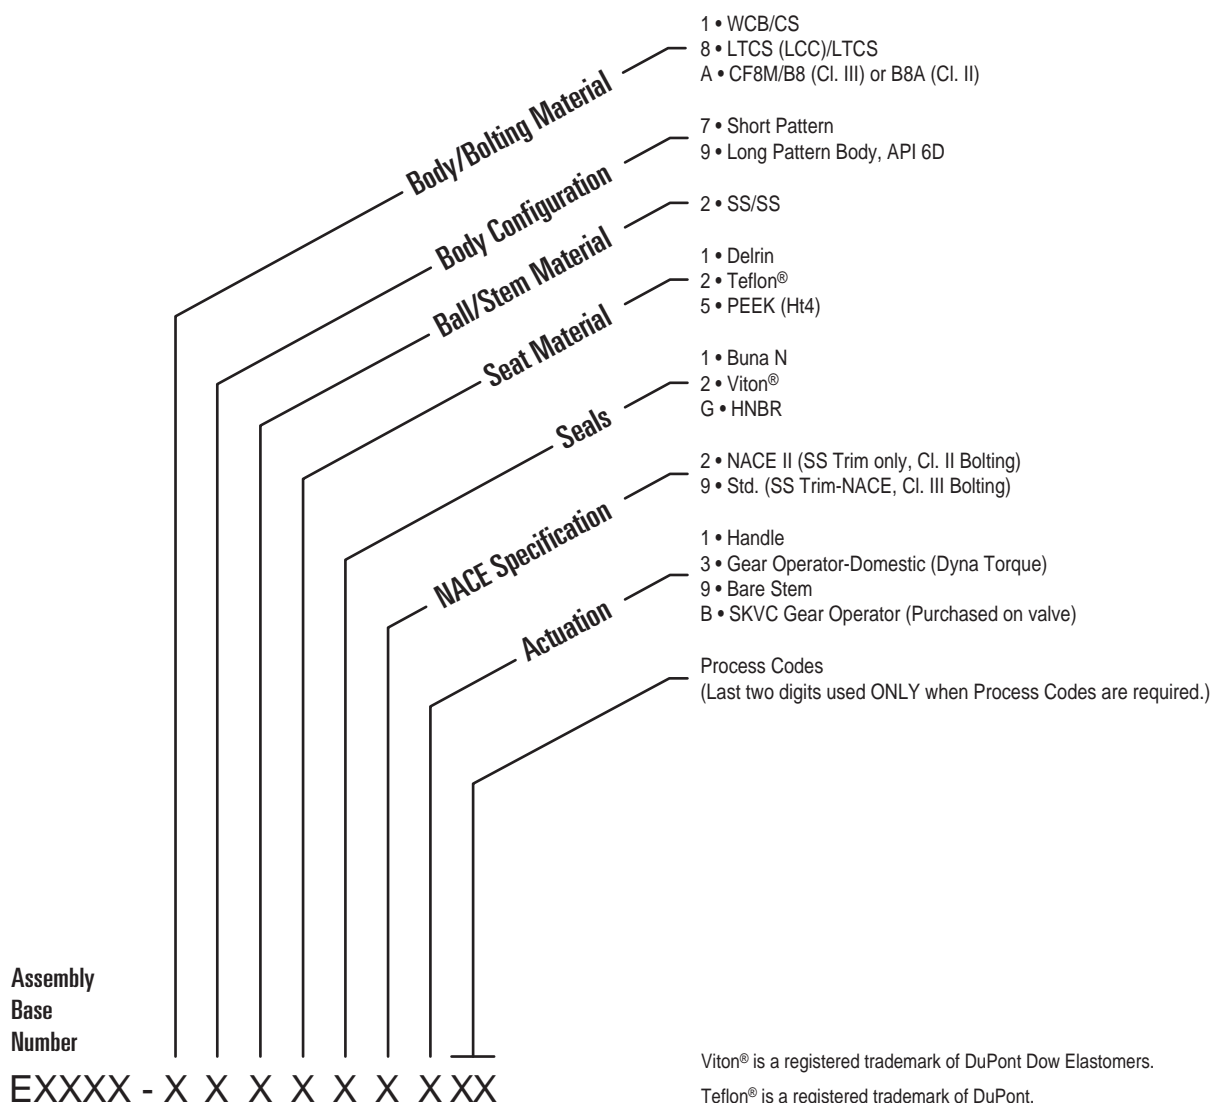 1 • WCB/CS
8 • LTCS (LCC)/LTCS
A • CF8M/B8 (Cl. III) or B8A (Cl. II)
Body/Bolting Material
7 • Short Pattern
9 • Long Pattern Body, API 6D
Body Configuration
2 • SS/SS
Ball/Stem Material
1 • Delrin
2 • Teflon®
5 • PEEK (Ht4)
Seat Material
1 • Buna N
2 • Viton®
G • HNBR
Seals
2 • NACE II (SS Trim only, Cl. II Bolting)
9 • Std. (SS Trim-NACE, Cl. III Bolting)
NACE Specification
1 • Handle
3 • Gear Operator-Domestic (Dyna Torque)
9 • Bare Stem
B • SKVC Gear Operator (Purchased on valve)
Actuation
Process Codes
(Last two digits used ONLY when Process Codes are required.)
Assembly
Base
Number
EXXXX - X X X X X X X XX
Viton® is a registered trademark of DuPont Dow Elastomers.
Teflon® is a registered trademark of DuPont.